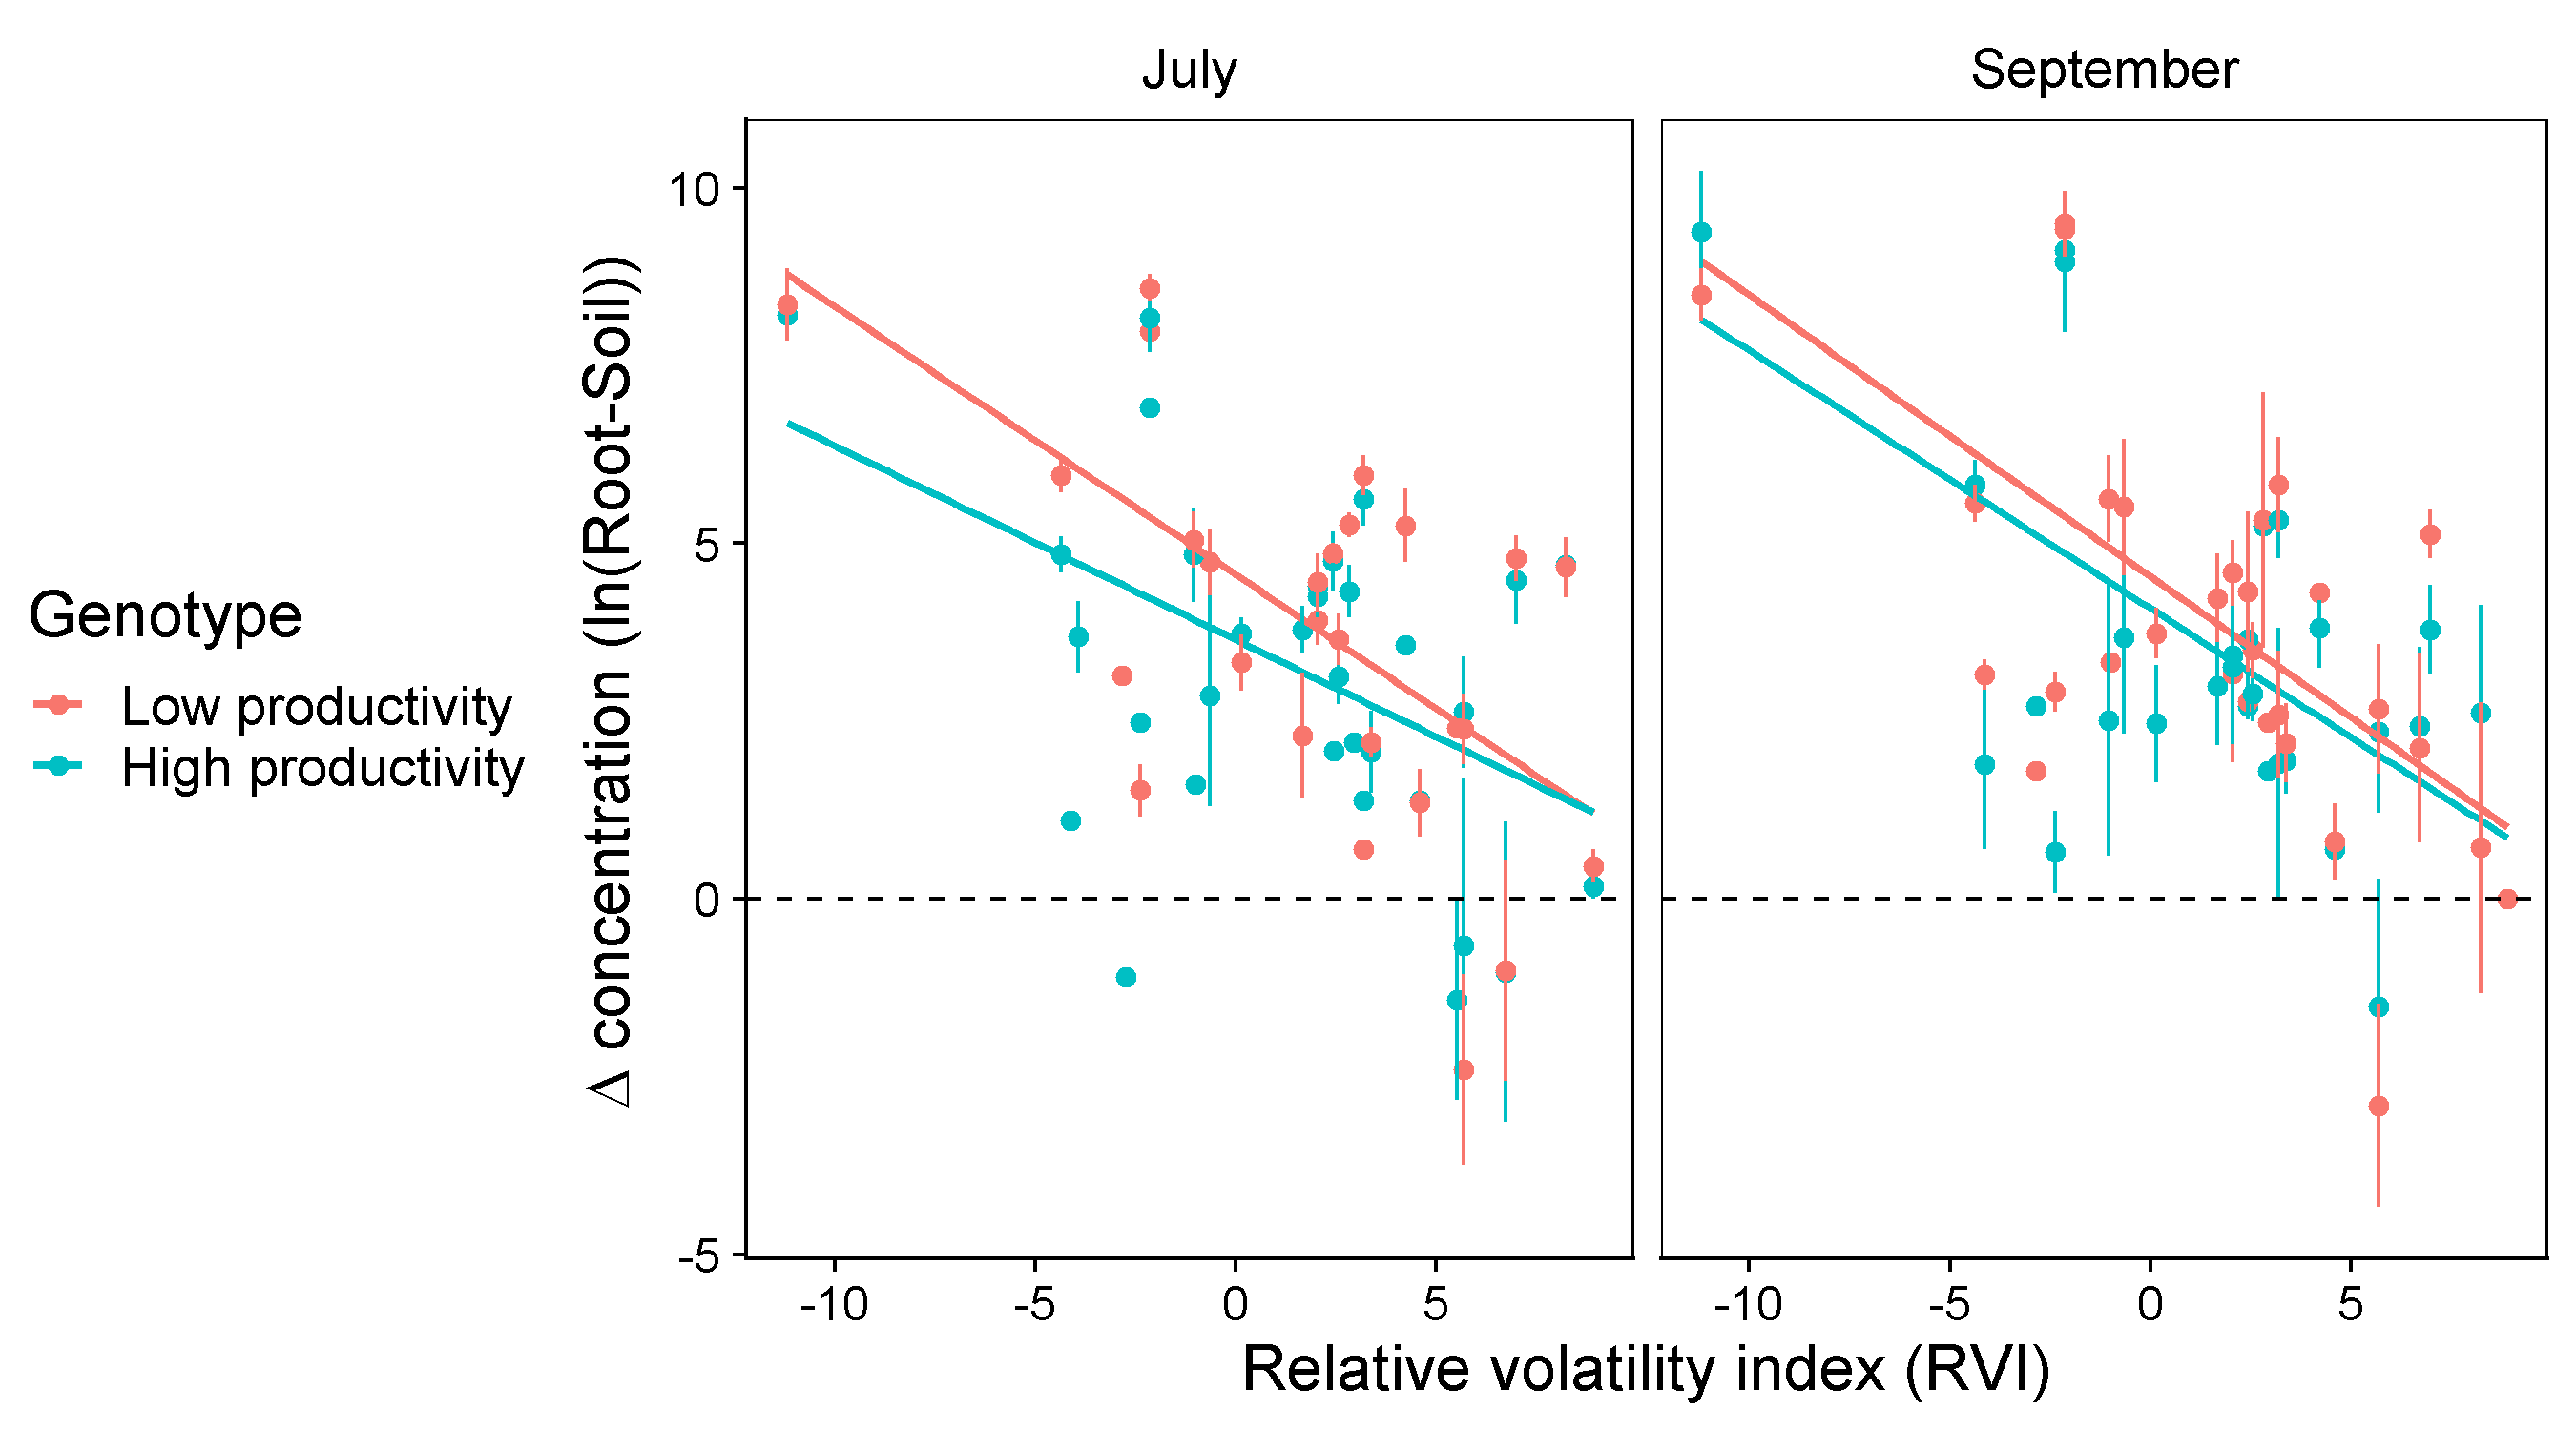 July
September
10
5
0
-5
Δ concentration (ln(Root-Soil))
Genotype
Low productivity
High productivity
-10 -5 0 5
-10 -5 0 5
Relative volatility index (RVI)